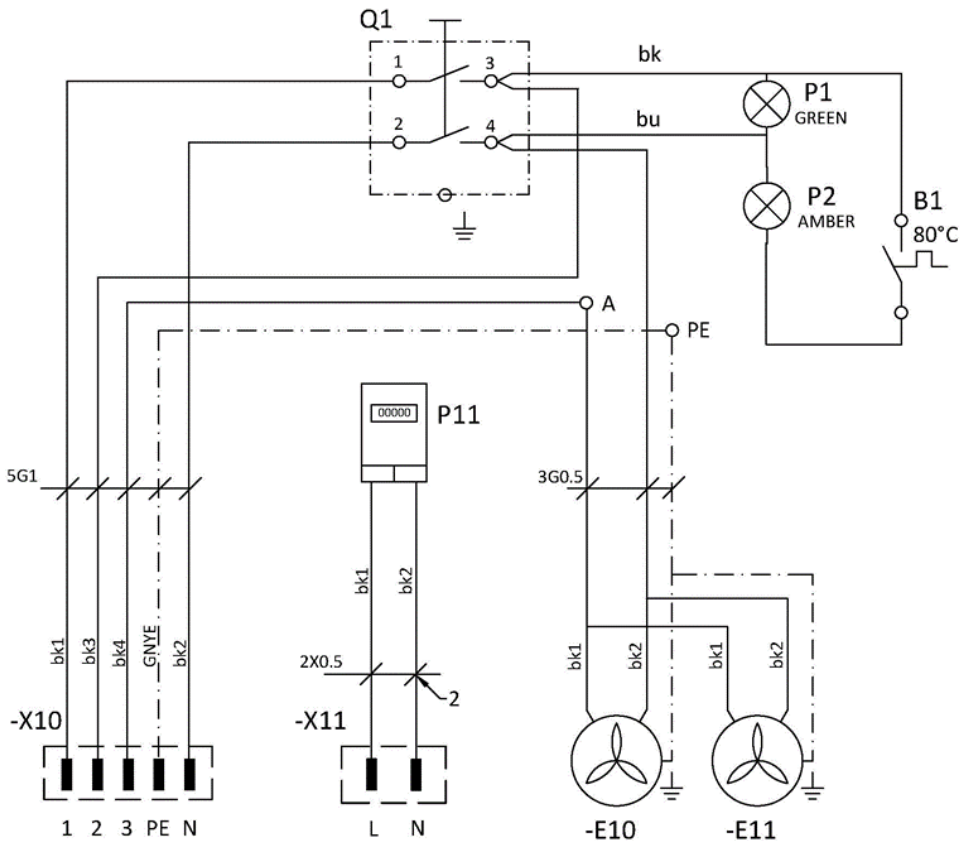 Q1
1
3
bk
P1
GREEN
2
4
bu
P2
AMBER
B1
80°C
A
PE
00000
P11
5G1
3G0.5
bk1
bk3
bk4
GNYE
bk2
bk1
bk2
bk1
bk2
bk1
bk2
2X0.5
2
-X10
-X11
1 2 3 PE N
L N
-E10
-E11